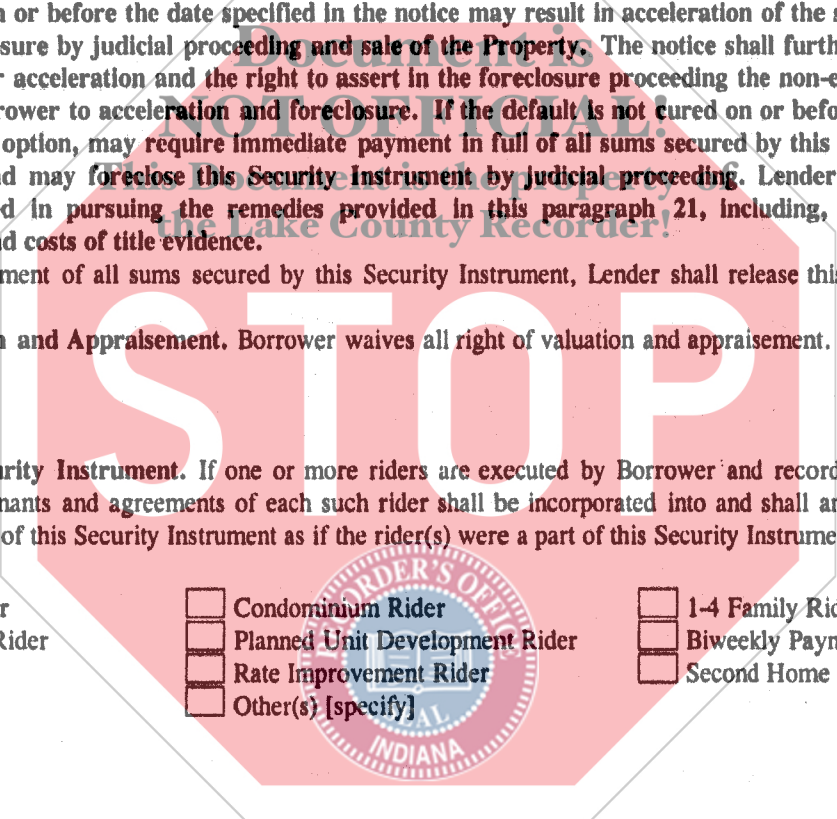 n or before the date specified in the notice may result in acceleration of the
sure by judicial proceeding and sale of the Property. The notice shall furth
r acceleration and the right to assert in the foreclosure proceeding the non-e
rower to acceleration and foreclosure. If the default is not cured on or befo
option, may require immediate payment in full of all sums secured by this
nd may foreclose this Security Instrument by judicial proceeding. Lender
d in pursuing the remedies provided in this paragraph 21, including,
nd costs of title evidence.
ment of all sums secured by this Security Instrument, Lender shall release this
n and Appraisement. Borrower waives all right of valuation and appraisement.
urity Instrument. If one or more riders are executed by Borrower and record
nants and agreements of each such rider shall be incorporated into and shall a
of this Security Instrument as if the rider(s) were a part of this Security Instrume
r Condominium Rider 1-4 Family Rid
Rider Planned Unit Development Rider Biweekly Paym
Rate Improvement Rider Second Home
Other(s) [specify]
Document is
NOT OFFICIAL!
This Document is the property of
the Lake County Recorder!
STOP
RECORDER'S OFFICE
SEAL
INDIANA